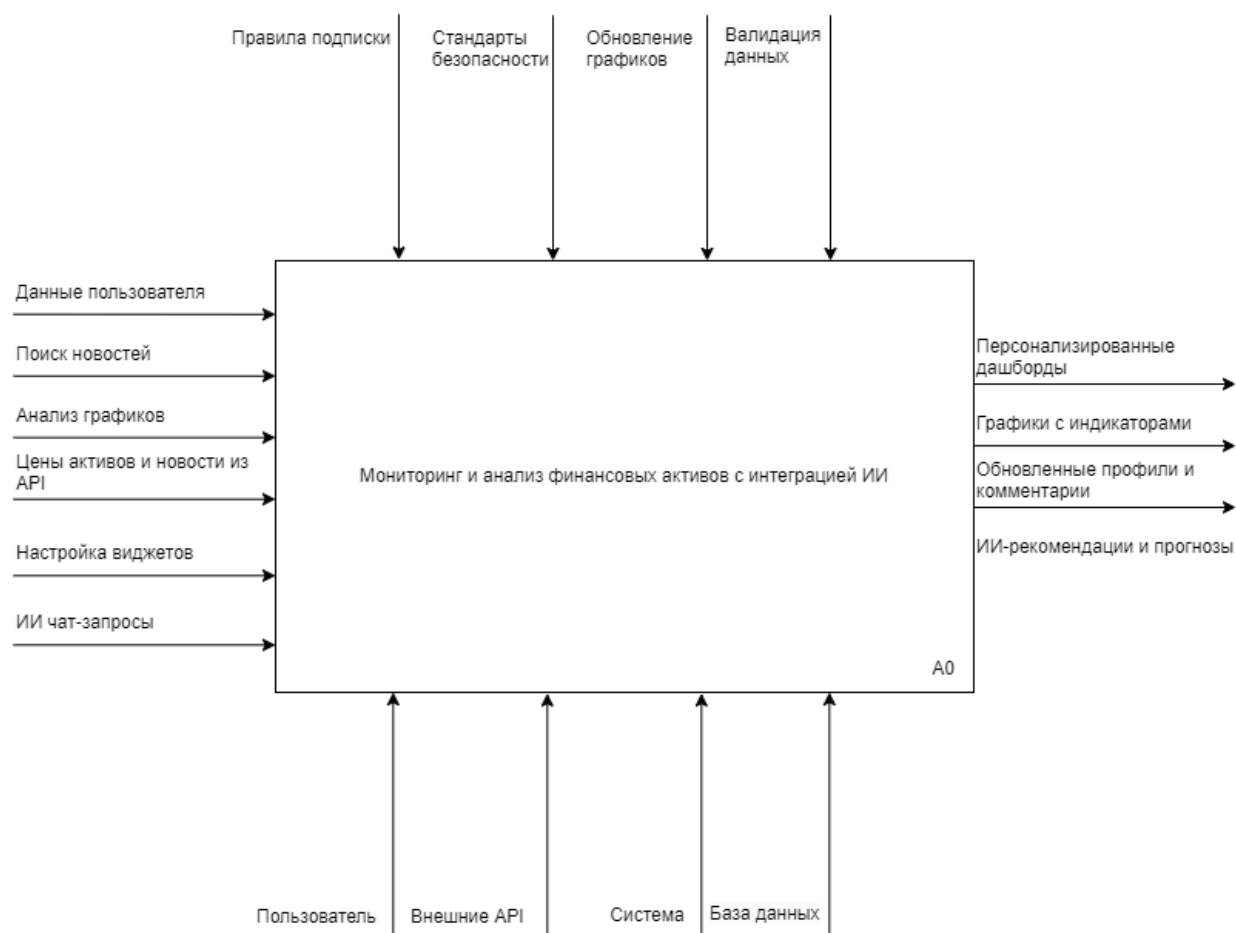 Правила подписки
Стандарты
безопасности
Обновление
графиков
Валидация
данных
Данные пользователя
Поиск новостей
Анализ графиков
Цены активов и новости из
API
Настройка виджетов
ИИ чат-запросы
Мониторинг и анализ финансовых активов с интеграцией ИИ
A0
Персонализированные
дашборды
Графики с индикаторами
Обновленные профили и
комментарии
ИИ-рекомендации и прогнозы
Пользователь
Внешние API
Система
База данных